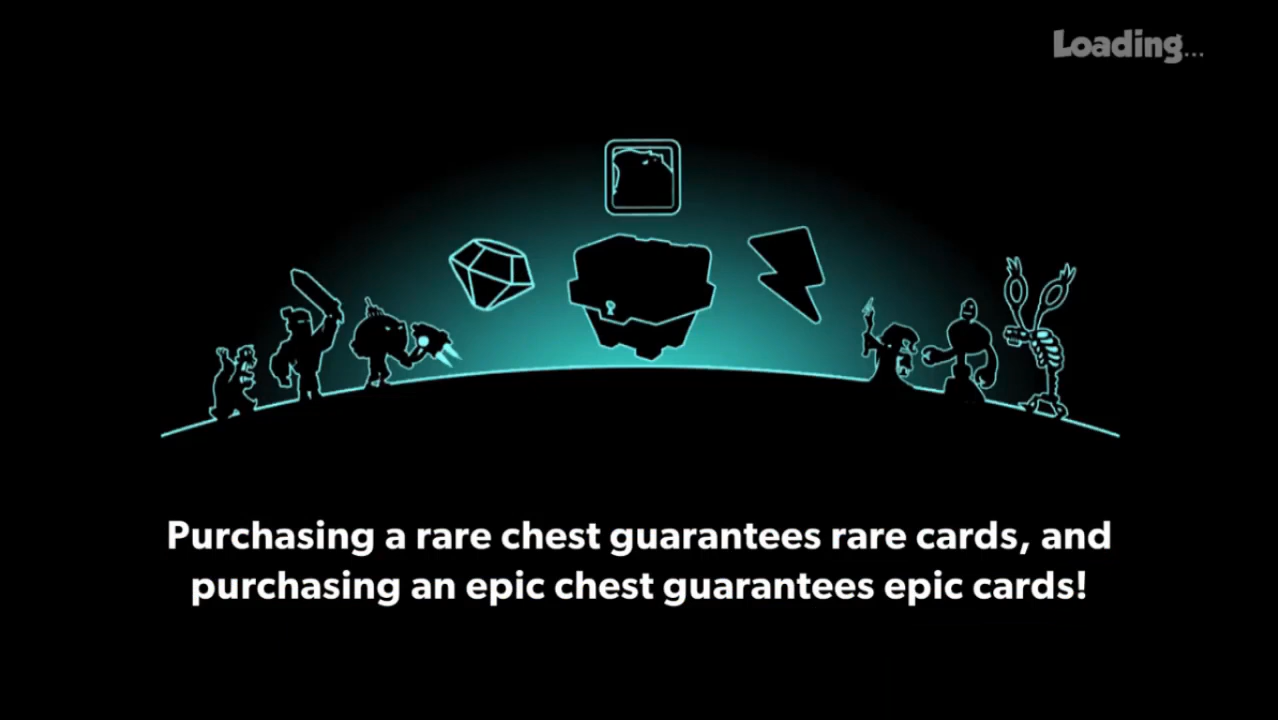 Loading...
Purchasing a rare chest guarantees rare cards, and
purchasing an epic chest guarantees epic cards!